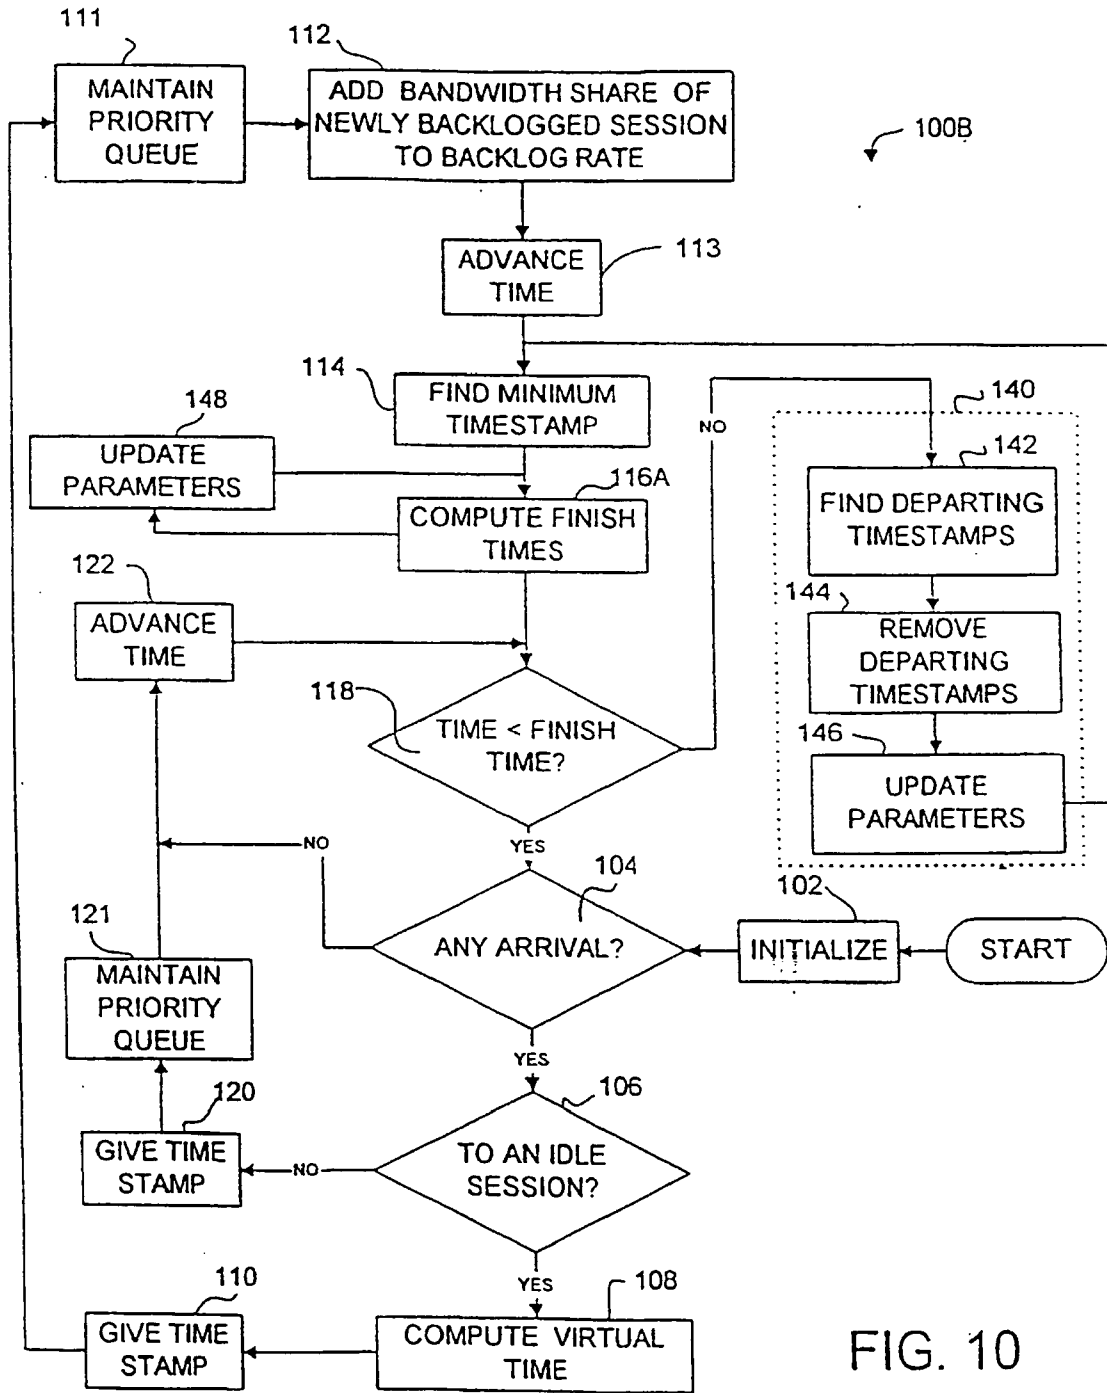 111
MAINTAIN
PRIORITY
QUEUE
112
ADD BANDWIDTH SHARE OF
NEWLY BACKLOGGED SESSION
TO BACKLOG RATE
100B
ADVANCE
TIME
113
114
FIND MINIMUM
TIMESTAMP
148
UPDATE
PARAMETERS
116A
COMPUTE FINISH
TIMES
NO
140
142
FIND DEPARTING
TIMESTAMPS
144
REMOVE
DEPARTING
TIMESTAMPS
146
UPDATE
PARAMETERS
122
ADVANCE
TIME
118
TIME < FINISH
TIME?
YES
NO
104
ANY ARRIVAL?
102
INITIALIZE
START
121
MAINTAIN
PRIORITY
QUEUE
YES
106
TO AN IDLE
SESSION?
NO
120
GIVE TIME
STAMP
YES
108
COMPUTE VIRTUAL
TIME
110
GIVE TIME
STAMP
FIG. 10